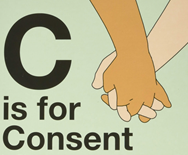 C
is for
Consent